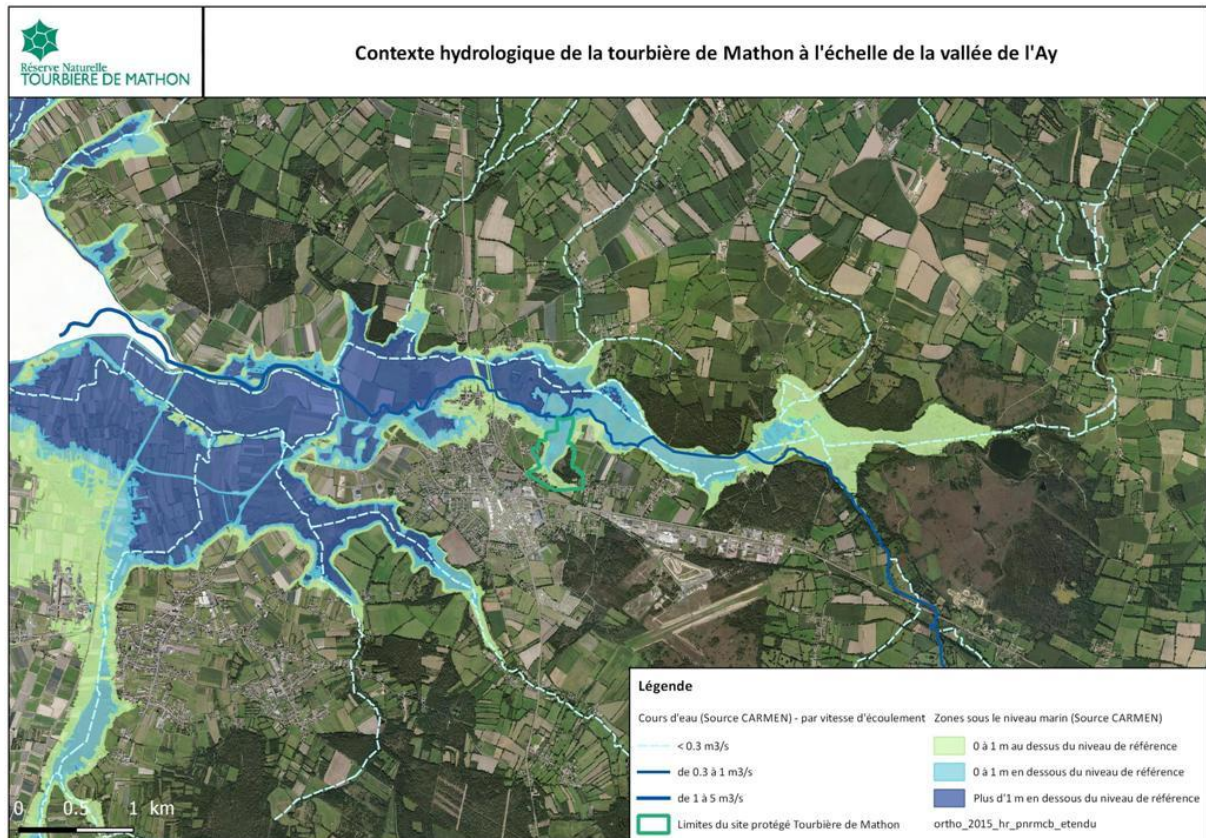 Contexte hydrologique de la tourbière de Mathon à l'échelle de la vallée de l'Ay
Réserve Naturelle
TOURBIÈRE DE MATHON
Légende
Cours d'eau (Source CARMEN) - par vitesse d'écoulement
< 0.3 m3/s
de 0.3 à 1 m3/s
de 1 à 5 m3/s
Limites du site protégé Tourbière de Mathon
Zones sous le niveau marin (Source CARMEN)
0 à 1 m au dessus du niveau de référence
0 à 1 m en dessous du niveau de référence
Plus d'1 m en dessous du niveau de référence
ortho_2015_hr_pnrmcb_etendu
0 0.5 1 km